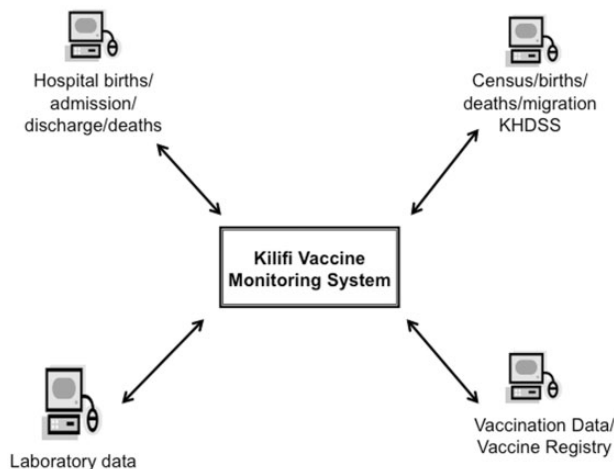 Hospital births/
admission/
discharge/deaths
Census/births/
deaths/migration
KHDSS
Kilifi Vaccine
Monitoring System
Laboratory data
Vaccination Data/
Vaccine Registry